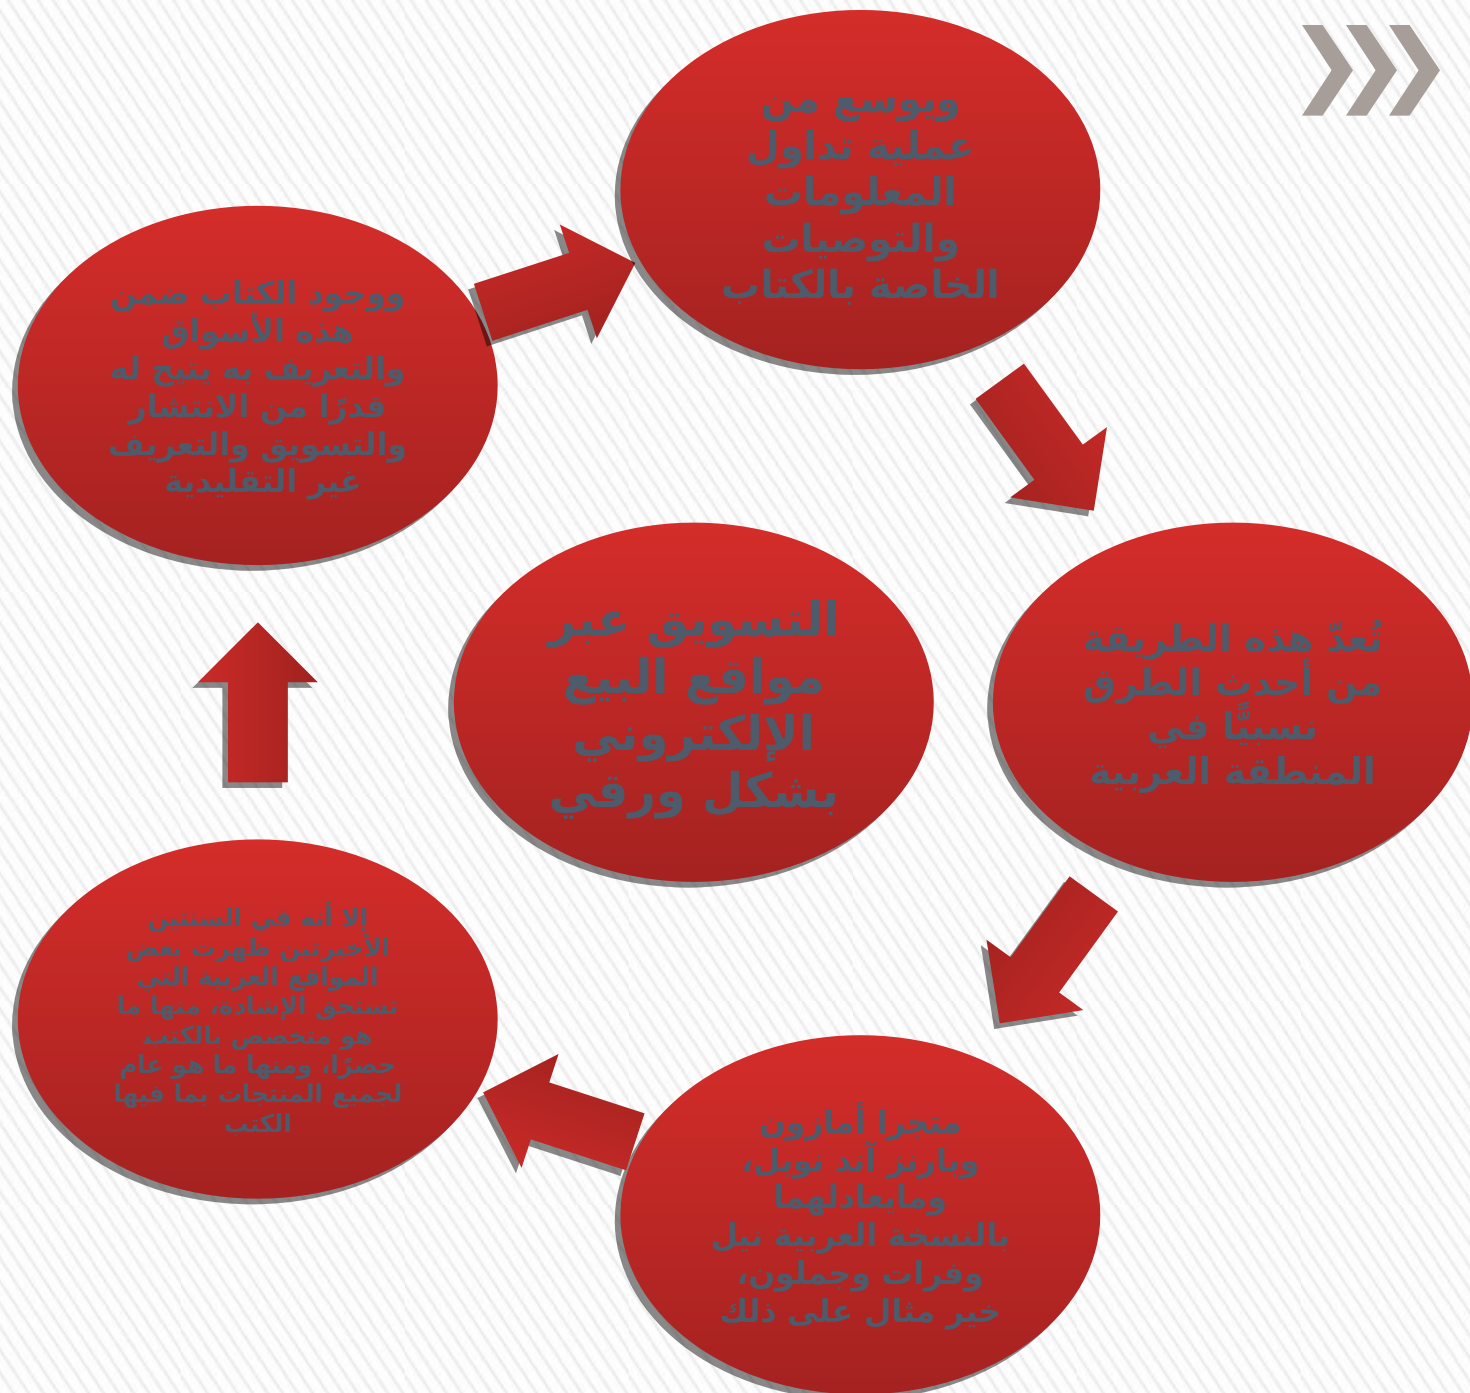 ويوسع من
عملية تداول
المعلومات
والتوصيات
الخاصة بالكتاب
تُعدّ هذه الطريقة
من أحدث الطرق
نسبيًّا في
المنطقة العربية
متجرا أمازون
وبارنز آند نوبل،
ومايعادلهما
بالنسخة العربية نيل
وفرات وجملون،
خير مثال على ذلك
إلا أنه في السنتين
الأخيرتين ظهرت بعض
المواقع العربية التي
تستحق الإشادة، منها ما
هو متخصص بالكتب
حصرًا، ومنها ما هو عام
لجميع المنتجات بما فيها
الكتب
ووجود الكتاب ضمن
هذه الأسواق
والتعريف به يتيح له
قدرًا من الانتشار
والتسويق والتعريف
غير التقليدية
التسويق عبر
مواقع البيع
الإلكتروني
بشكل ورقي